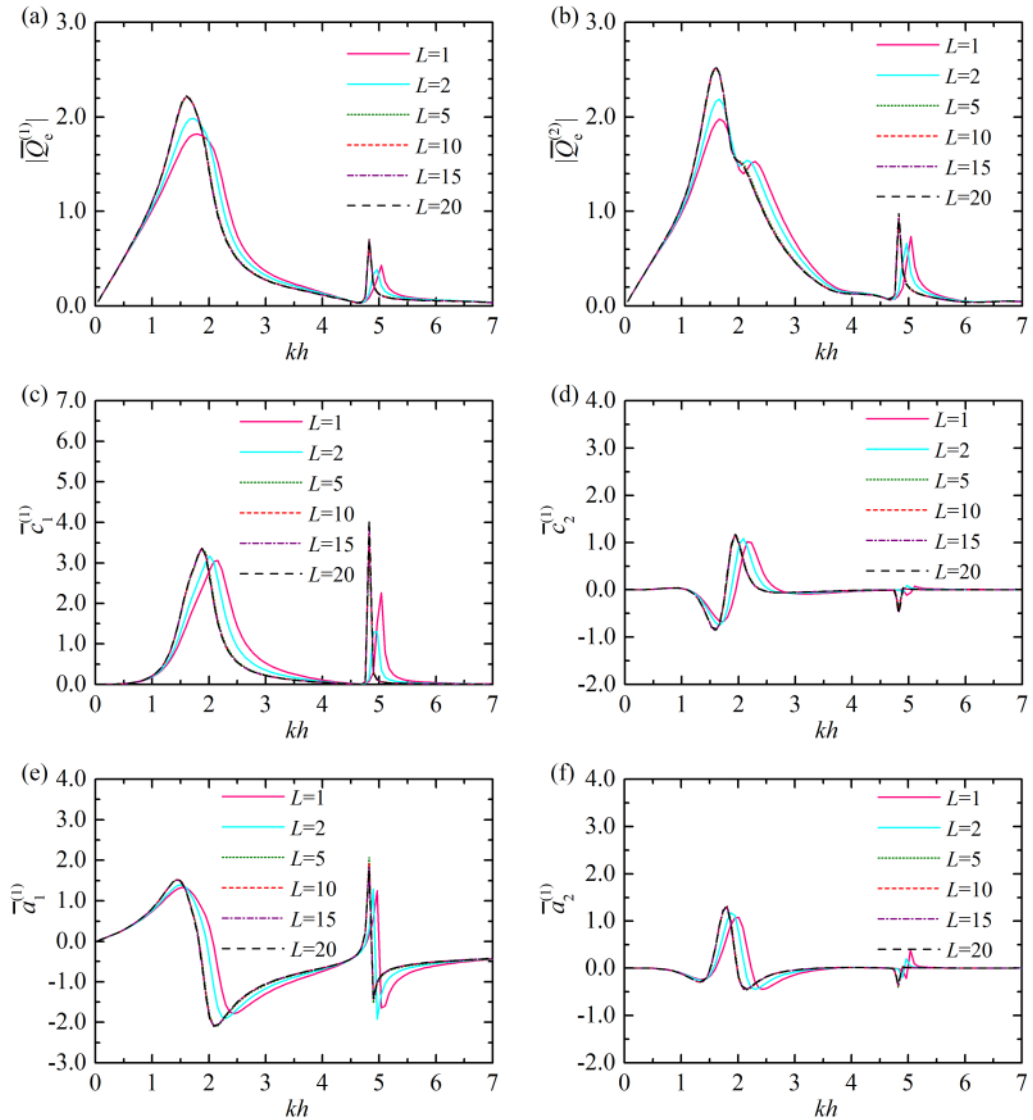 (a)
3.0
2.0
1.0
0.0
|Q̅ₑ⁽¹⁾|
L=1
L=2
L=5
L=10
L=15
L=20
0 1 2 3 4 5 6 7
kh
(b)
3.0
2.0
1.0
0.0
|Q̅ₑ⁽²⁾|
L=1
L=2
L=5
L=10
L=15
L=20
0 1 2 3 4 5 6 7
kh
(c)
7.0
6.0
5.0
4.0
3.0
2.0
1.0
0.0
c̅₁⁽¹⁾
L=1
L=2
L=5
L=10
L=15
L=20
0 1 2 3 4 5 6 7
kh
(d)
4.0
3.0
2.0
1.0
0.0
-1.0
-2.0
c̅₂⁽¹⁾
L=1
L=2
L=5
L=10
L=15
L=20
0 1 2 3 4 5 6 7
kh
(e)
4.0
3.0
2.0
1.0
0.0
-1.0
-2.0
-3.0
a̅₁⁽¹⁾
L=1
L=2
L=5
L=10
L=15
L=20
0 1 2 3 4 5 6 7
kh
(f)
4.0
3.0
2.0
1.0
0.0
-1.0
-2.0
a̅₂⁽¹⁾
L=1
L=2
L=5
L=10
L=15
L=20
0 1 2 3 4 5 6 7
kh